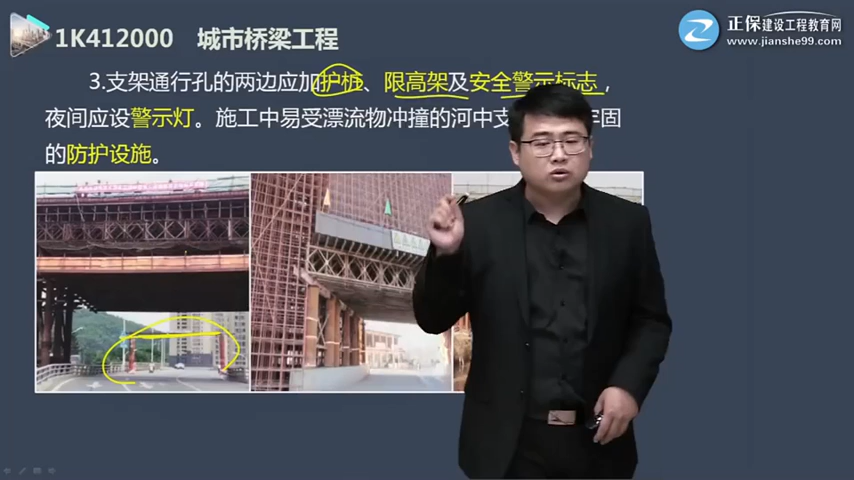 1K412000 城市桥梁工程
正保建设工程教育网
www.jianshe99.com
3.支架通行孔的两边应加护桩、限高架及安全警示标志，
夜间应设警示灯。施工中易受漂流物冲撞的河中支 牢固
的防护设施。